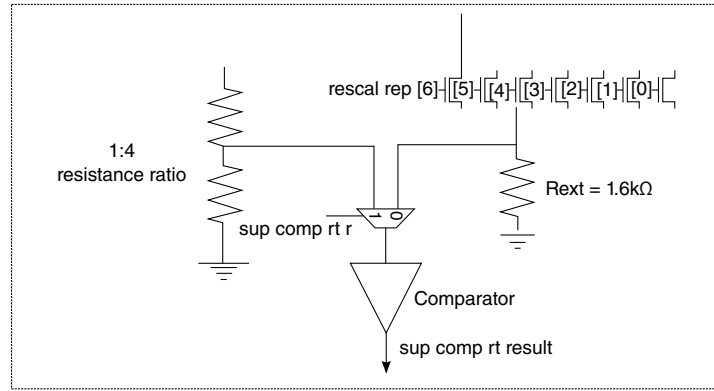 rescal rep [6] [5] [4] [3] [2] [1] [0]
1:4
resistance ratio
Rext = 1.6kΩ
1 0
sup comp rt r
Comparator
sup comp rt result